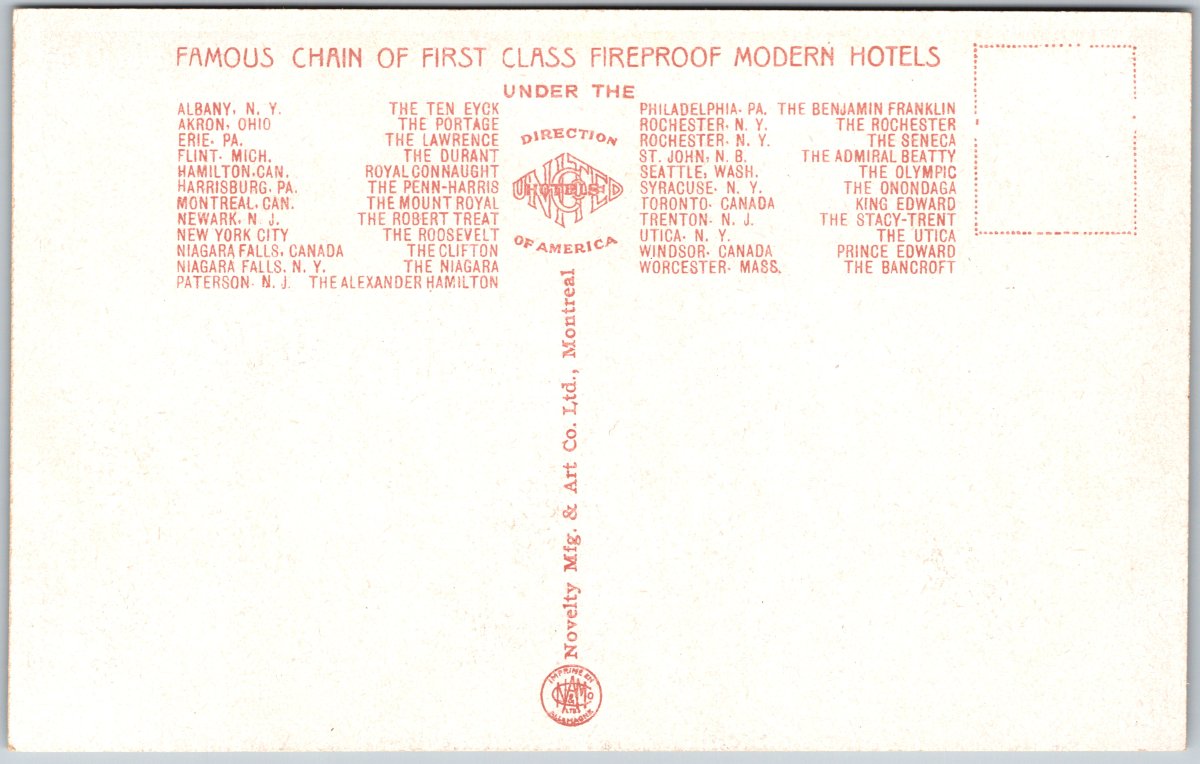 FAMOUS CHAIN OF FIRST CLASS FIREPROOF MODERN HOTELS
UNDER THE
DIRECTION
UNITED
HOTELS
CO
OF AMERICA
ALBANY, N. Y. THE TEN EYCK
AKRON, OHIO THE PORTAGE
ERIE, PA. THE LAWRENCE
FLINT, MICH. THE DURANT
HAMILTON, CAN. ROYAL CONNAUGHT
HARRISBURG, PA. THE PENN-HARRIS
MONTREAL, CAN. THE MOUNT ROYAL
NEWARK, N. J. THE ROBERT TREAT
NEW YORK CITY THE ROOSEVELT
NIAGARA FALLS, CANADA THE CLIFTON
NIAGARA FALLS, N. Y. THE NIAGARA
PATERSON, N. J. THE ALEXANDER HAMILTON
PHILADELPHIA, PA. THE BENJAMIN FRANKLIN
ROCHESTER, N. Y. THE ROCHESTER
ROCHESTER, N. Y. THE SENECA
ST. JOHN, N. B. THE ADMIRAL BEATTY
SEATTLE, WASH. THE OLYMPIC
SYRACUSE, N. Y. THE ONONDAGA
TORONTO, CANADA KING EDWARD
TRENTON, N. J. THE STACY-TRENT
UTICA, N. Y. THE UTICA
WINDSOR, CANADA PRINCE EDWARD
WORCESTER, MASS. THE BANCROFT
Novelty Mfg. & Art Co. Ltd., Montreal
IMPRIME EN
ALLEMAGNE